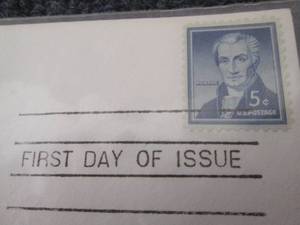 5¢
U.S. POSTAGE
FIRST DAY OF ISSUE